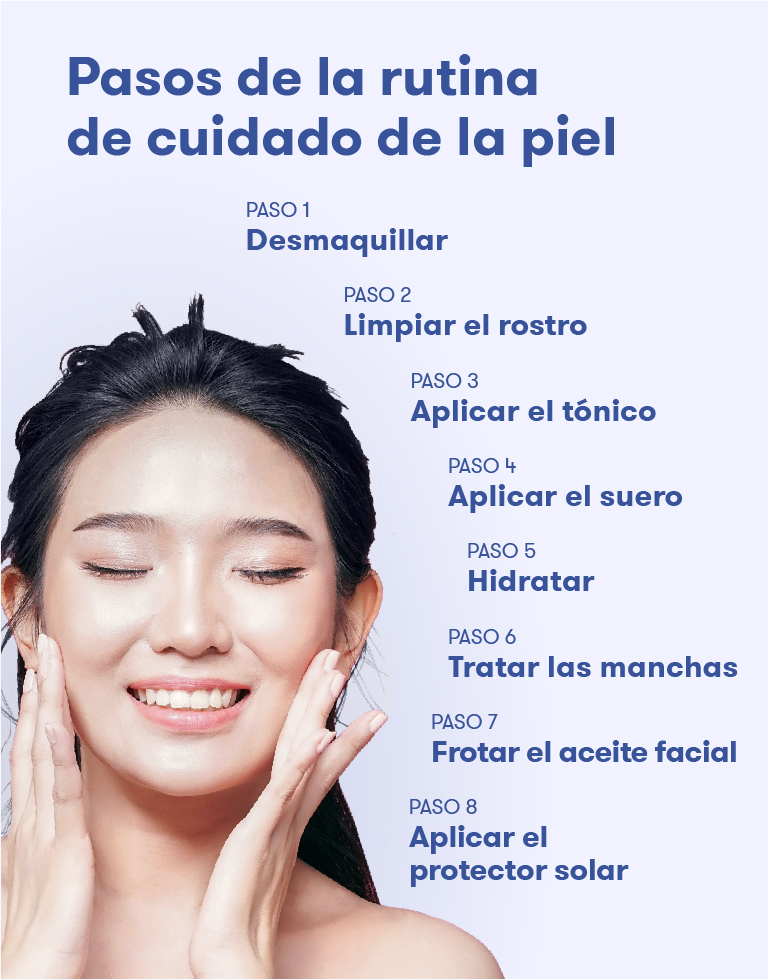 Pasos de la rutina
de cuidado de la piel
PASO 1
Desmaquillar
PASO 2
Limpiar el rostro
PASO 3
Aplicar el tónico
PASO 4
Aplicar el suero
PASO 5
Hidratar
PASO 6
Tratar las manchas
PASO 7
Frotar el aceite facial
PASO 8
Aplicar el
protector solar